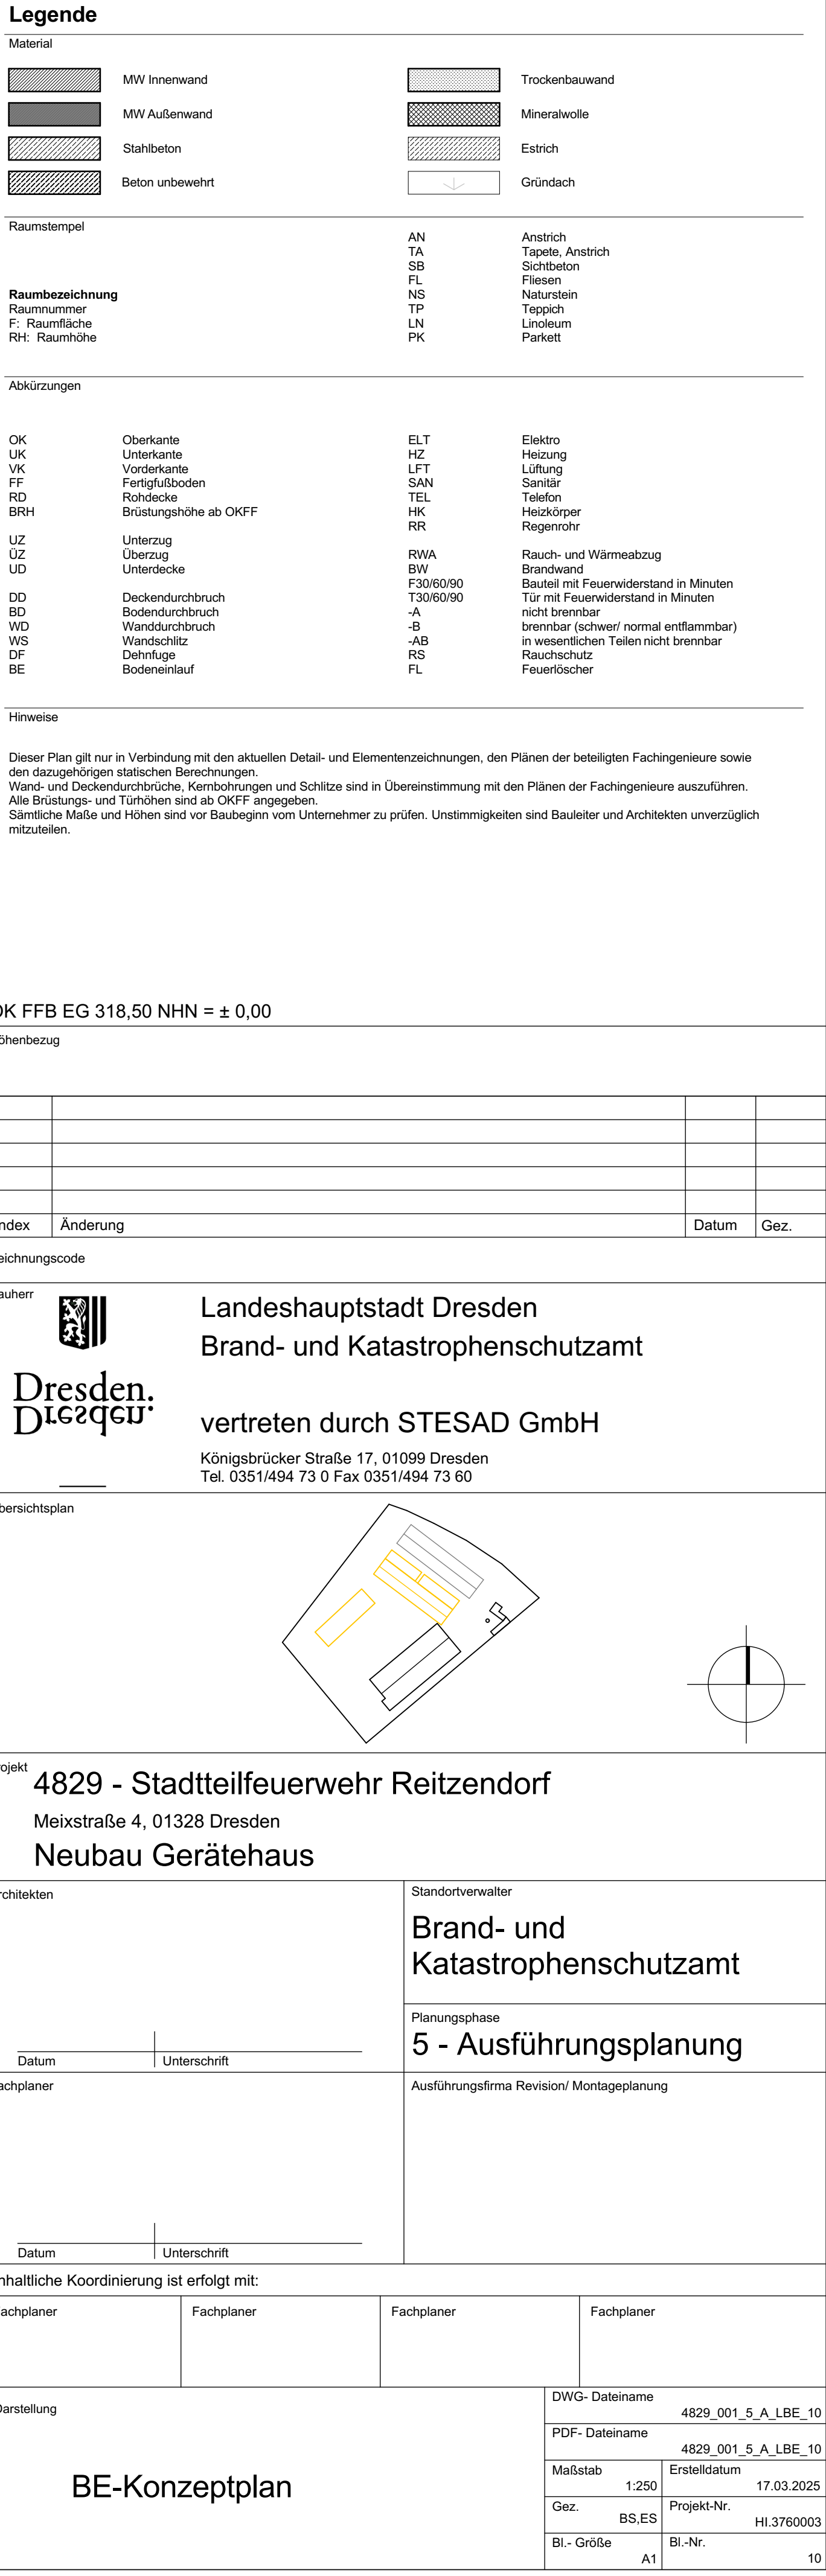 Legende
Material
MW Innenwand
Trockenbauwand
MW Außenwand
Mineralwolle
Stahlbeton
Estrich
Beton unbewehrt
Gründach
Raumstempel
Raumbezeichnung
Raumnummer
F: Raumfläche
RH: Raumhöhe
AN Anstrich
TA Tapete, Anstrich
SB Sichtbeton
FL Fliesen
NS Naturstein
TP Teppich
LN Linoleum
PK Parkett
Abkürzungen
OK Oberkante
UK Unterkante
VK Vorderkante
FF Fertigfußboden
RD Rohdecke
BRH Brüstungshöhe ab OKFF
UZ Unterzug
ÜZ Überzug
UD Unterdecke
DD Deckendurchbruch
BD Bodendurchbruch
WD Wanddurchbruch
WS Wandschlitz
DF Dehnfuge
BE Bodeneinlauf
ELT Elektro
HZ Heizung
LFT Lüftung
SAN Sanitär
TEL Telefon
HK Heizkörper
RR Regenrohr
RWA Rauch- und Wärmeabzug
BW Brandwand
F30/60/90 Bauteil mit Feuerwiderstand in Minuten
T30/60/90 Tür mit Feuerwiderstand in Minuten
-A nicht brennbar
-B brennbar (schwer/ normal entflammbar)
-AB in wesentlichen Teilen nicht brennbar
RS Rauchschutz
FL Feuerlöscher
Hinweise
Dieser Plan gilt nur in Verbindung mit den aktuellen Detail- und Elementenzeichnungen, den Plänen der beteiligten Fachingenieure sowie
den dazugehörigen statischen Berechnungen.
Wand- und Deckendurchbrüche, Kernbohrungen und Schlitze sind in Übereinstimmung mit den Plänen der Fachingenieure auszuführen.
Alle Brüstungs- und Türhöhen sind ab OKFF angegeben.
Sämtliche Maße und Höhen sind vor Baubeginn vom Unternehmer zu prüfen. Unstimmigkeiten sind Bauleiter und Architekten unverzüglich
mitzuteilen.
OK FFB EG 318,50 NHN = ± 0,00
öhenbezug
ndex Änderung Datum Gez.
eichnungscode
auherr
Dresden.
Dresden.
Landeshauptstadt Dresden
Brand- und Katastrophenschutzamt
vertreten durch STESAD GmbH
Königsbrücker Straße 17, 01099 Dresden
Tel. 0351/494 73 0 Fax 0351/494 73 60
bersichtsplan
ojekt
4829 - Stadtteilfeuerwehr Reitzendorf
Meixstraße 4, 01328 Dresden
Neubau Gerätehaus
rchitekten
Datum Unterschrift
Standortverwalter
Brand- und
Katastrophenschutzamt
Planungsphase
5 - Ausführungsplanung
achplaner
Datum Unterschrift
Ausführungsfirma Revision/ Montageplanung
nhaltliche Koordinierung ist erfolgt mit:
achplaner Fachplaner Fachplaner Fachplaner
Darstellung
BE-Konzeptplan
DWG- Dateiname
4829_001_5_A_LBE_10
PDF- Dateiname
4829_001_5_A_LBE_10
Maßstab
1:250
Erstelldatum
17.03.2025
Gez.
BS,ES
Projekt-Nr.
HI.3760003
Bl.- Größe
A1
Bl.-Nr.
10